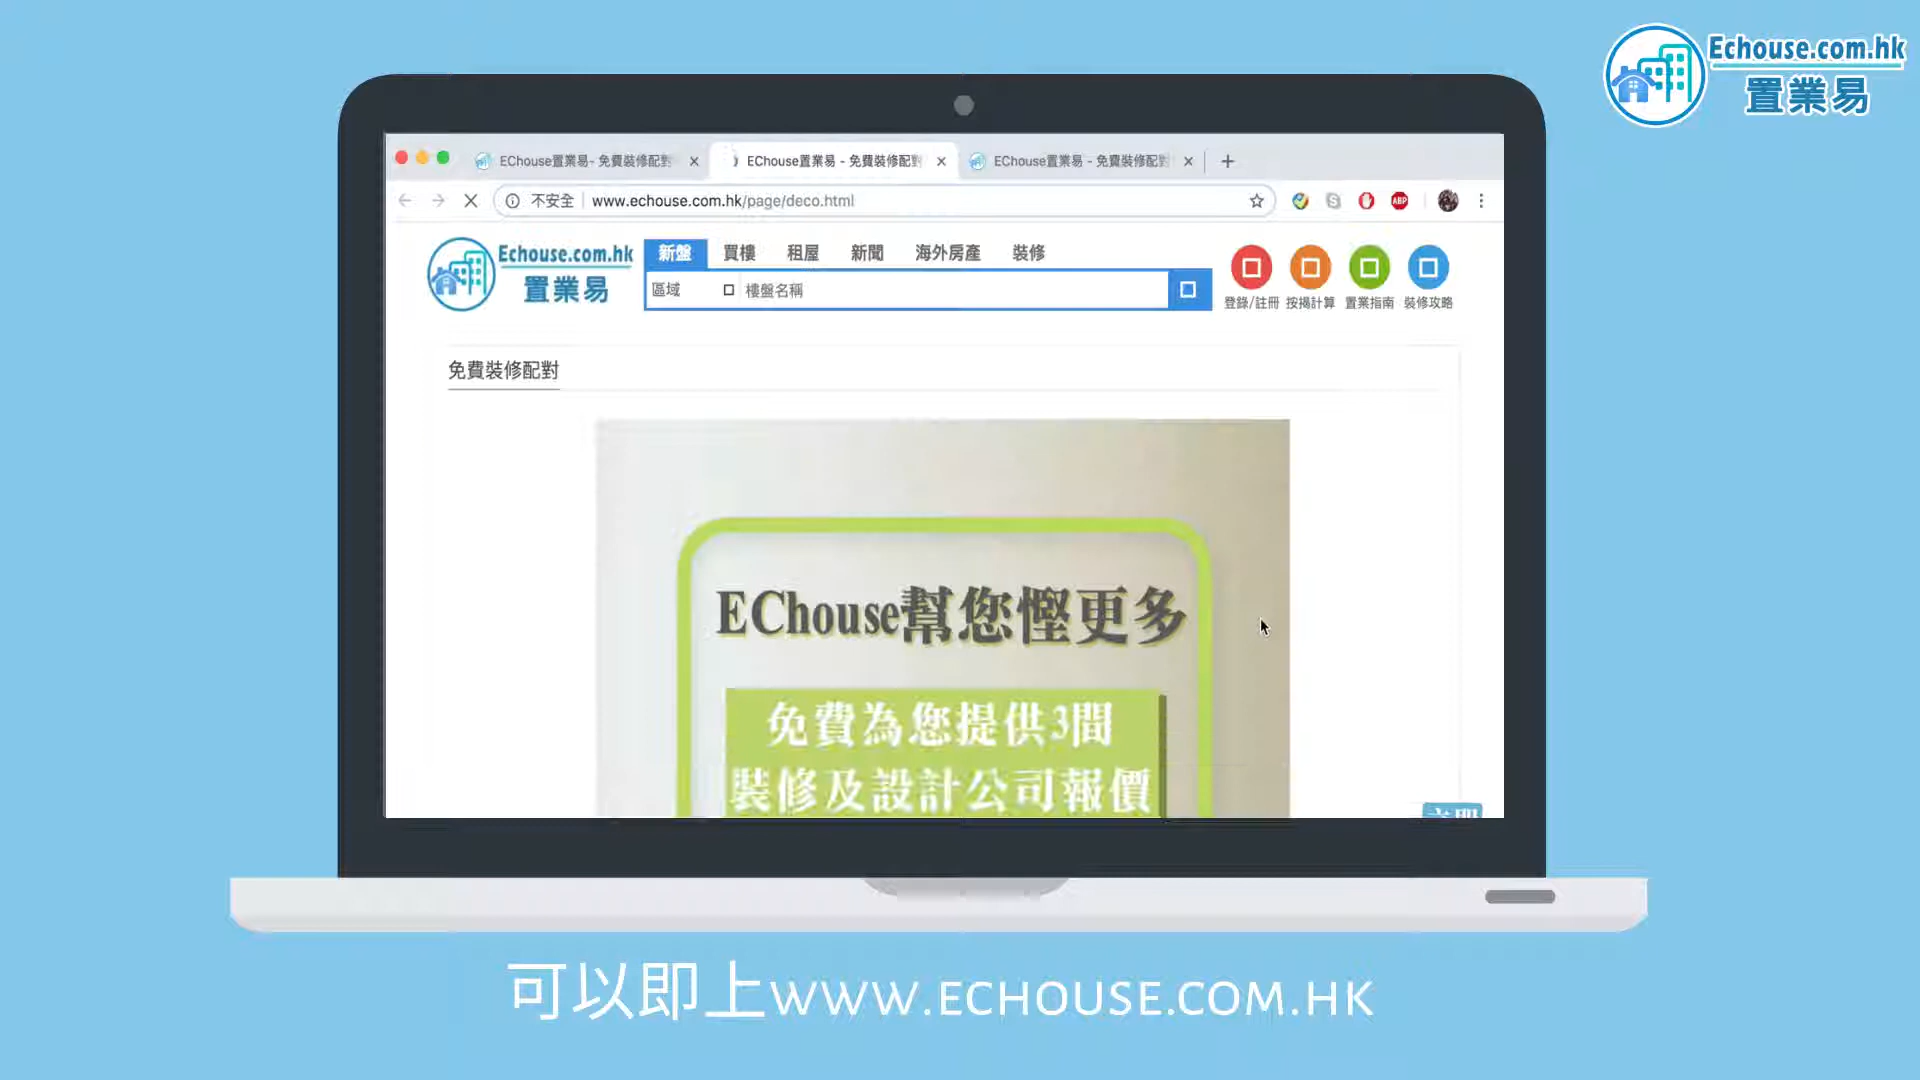 Echouse.com.hk
置業易
EChouse置業易- 免費裝修配對
EChouse置業易 - 免費裝修配對
EChouse置業易 - 免費裝修配對
不安全
www.echouse.com.hk/page/deco.html
ABP
Echouse.com.hk
置業易
新盤 買樓 租屋 新聞 海外房產 裝修
區域 樓盤名稱
登錄/註冊 按揭計算 置業指南 裝修攻略
免費裝修配對
EChouse幫您慳更多
免費為您提供3間
裝修及設計公司報價
可以即上WWW.ECHOUSE.COM.HK